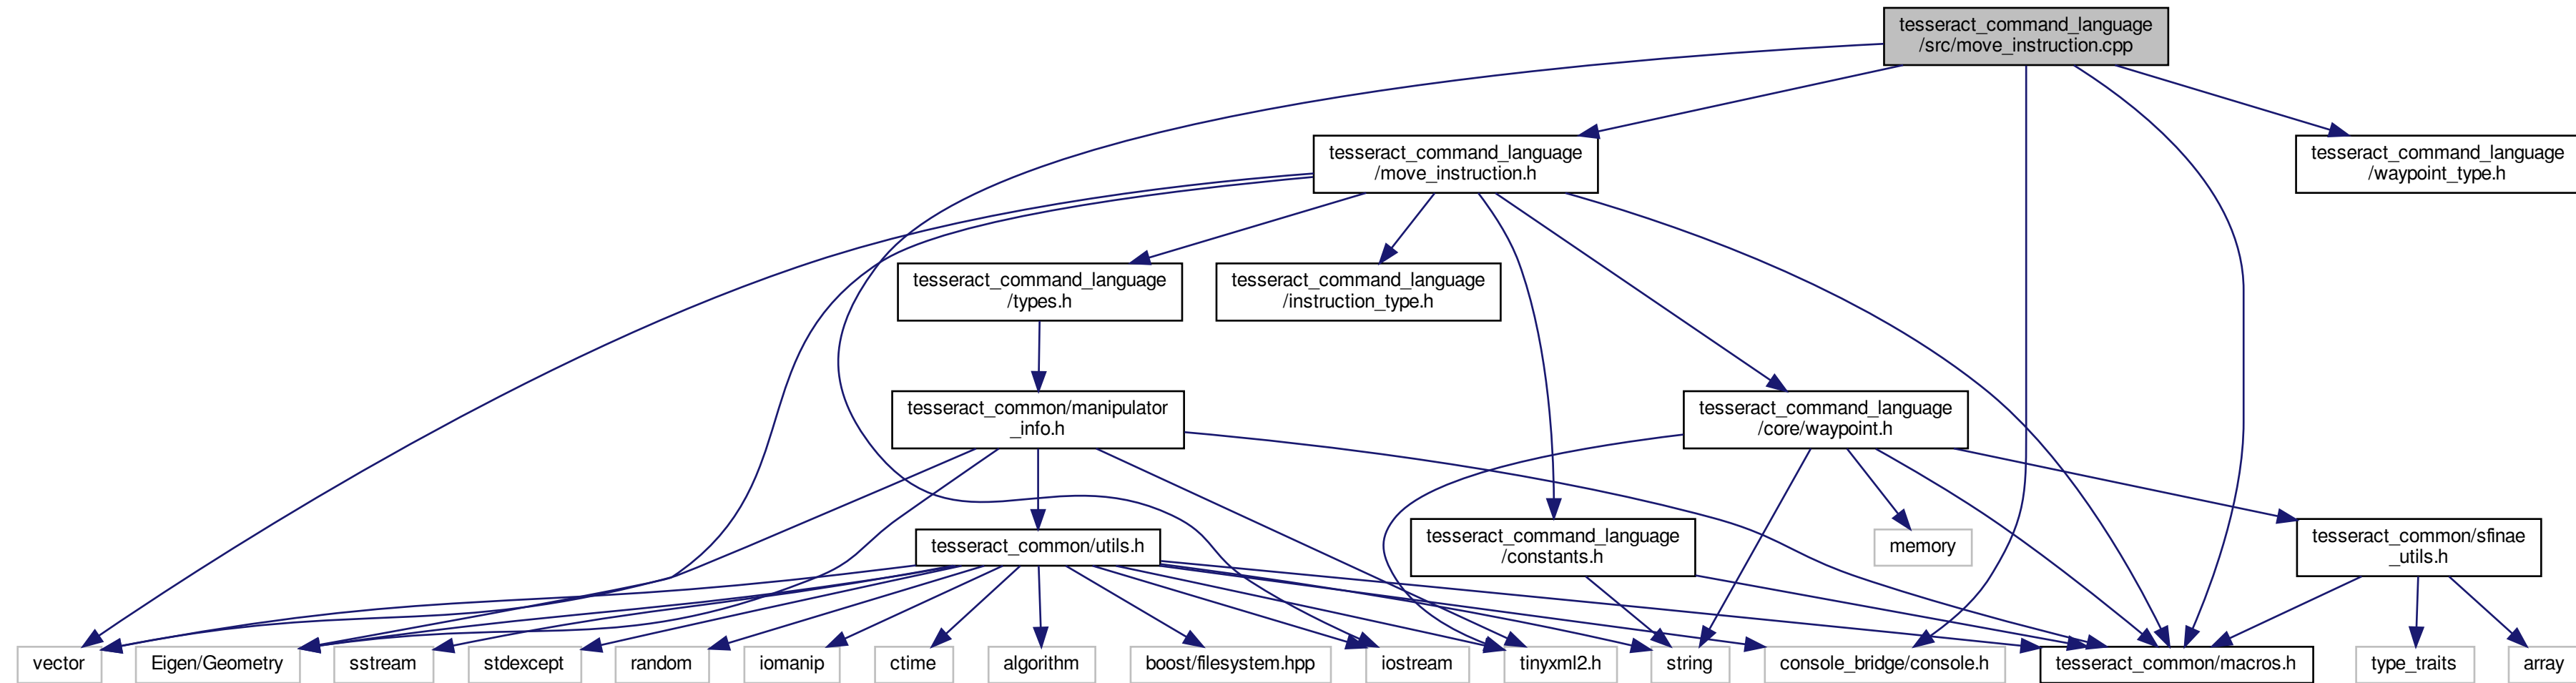 tesseract_command_language
/src/move_instruction.cpp
tesseract_command_language
/move_instruction.h
tesseract_command_language
/waypoint_type.h
tesseract_command_language
/types.h
tesseract_command_language
/instruction_type.h
tesseract_common/manipulator
_info.h
tesseract_command_language
/core/waypoint.h
tesseract_common/utils.h
tesseract_command_language
/constants.h
memory
tesseract_common/sfinae
_utils.h
vector
Eigen/Geometry
sstream
stdexcept
random
iomanip
ctime
algorithm
boost/filesystem.hpp
iostream
tinyxml2.h
string
console_bridge/console.h
tesseract_common/macros.h
type_traits
array